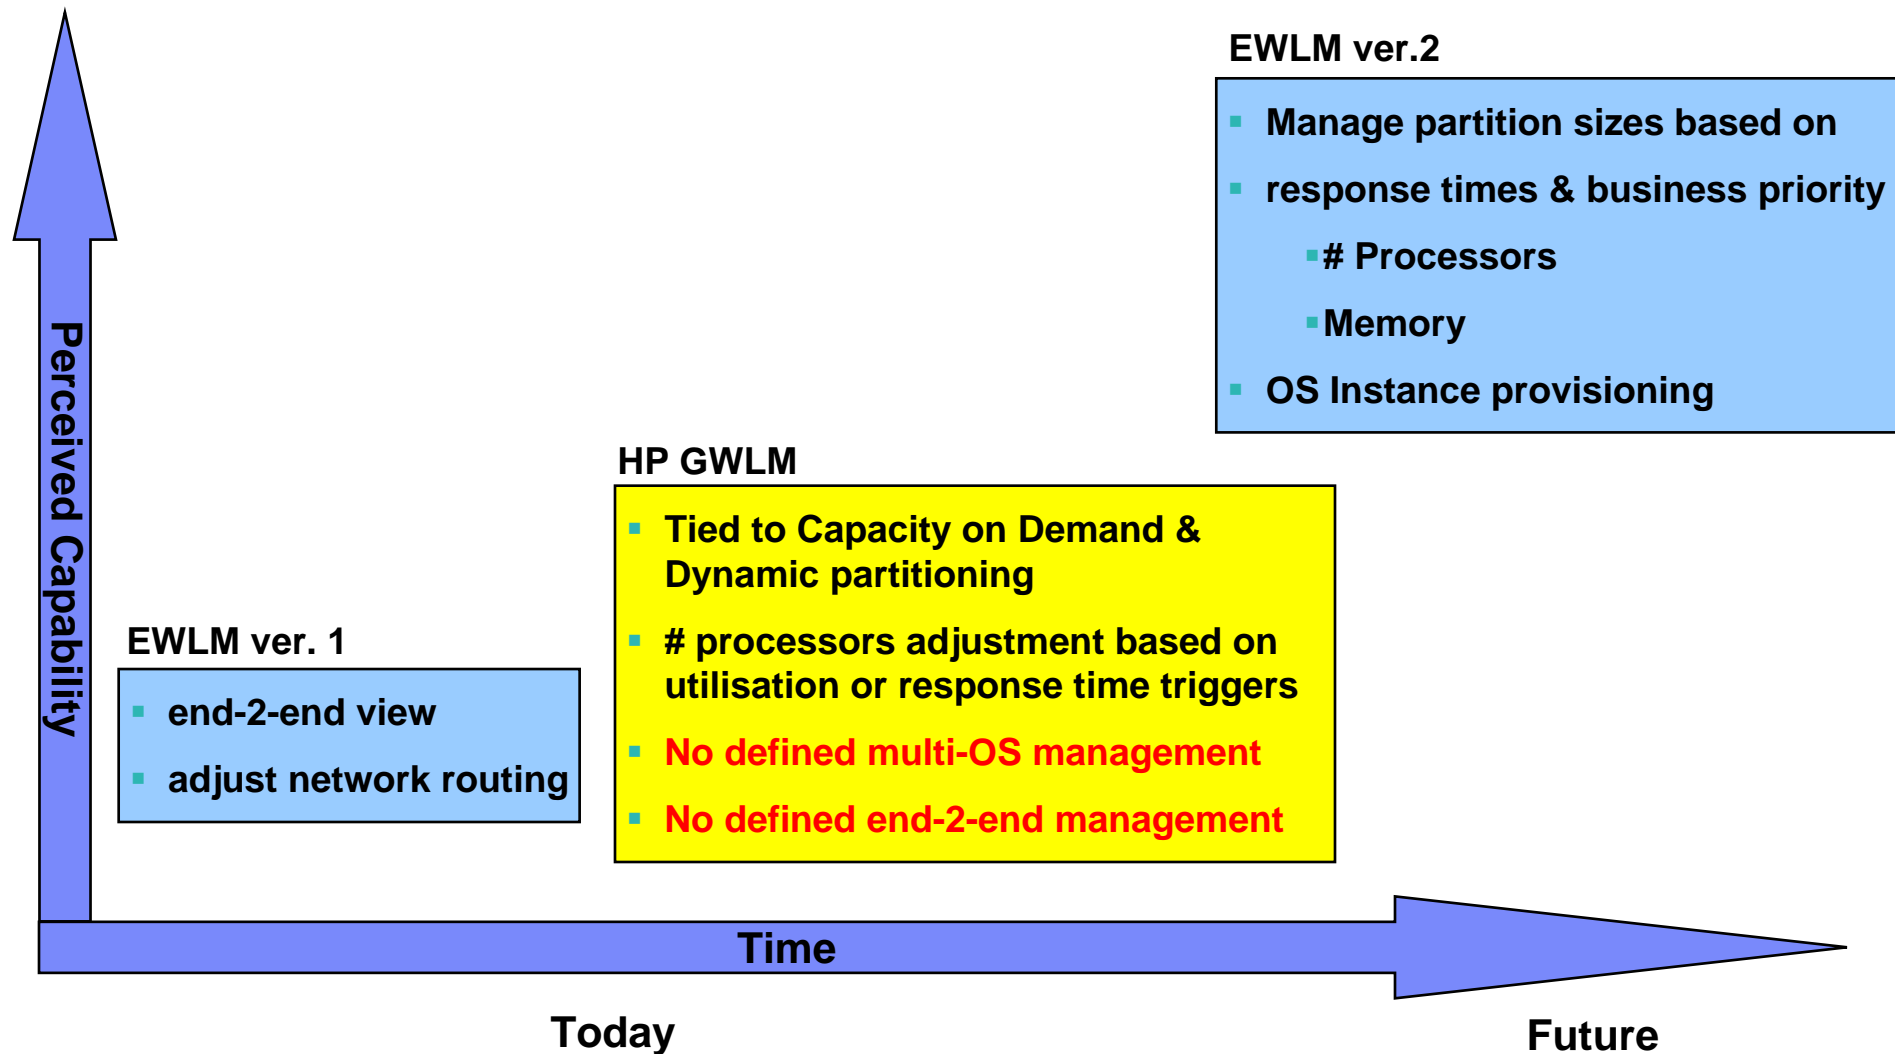 EWLM ver.2
Manage partition sizes based on
response times & business priority
# Processors
Memory
OS Instance provisioning
HP GWLM
Tied to Capacity on Demand &
Dynamic partitioning
# processors adjustment based on
utilisation or response time triggers
No defined multi-OS management
No defined end-2-end management
EWLM ver. 1
end-2-end view
adjust network routing
Perceived Capability
Time
Today
Future